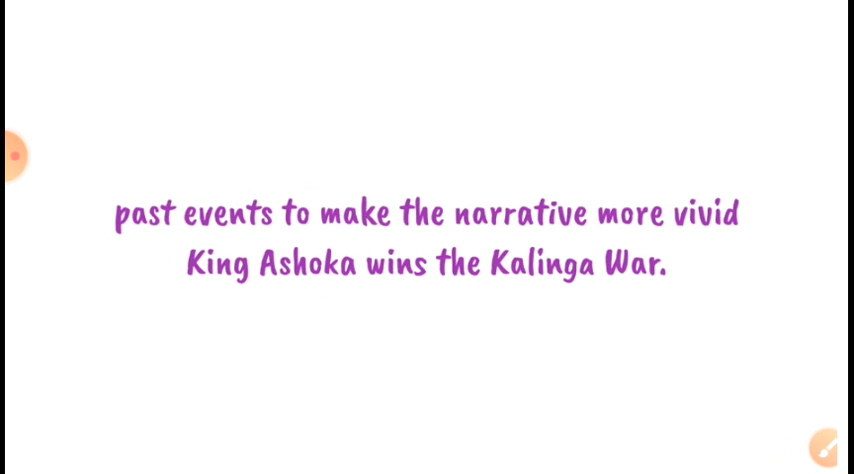 past events to make the narrative more vivid
King Ashoka wins the Kalinga War.